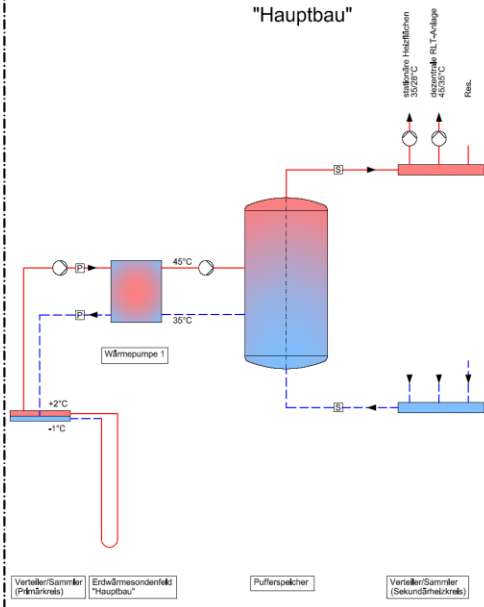 "Hauptbau"
stationäre Heizflächen
35/28°C
dezentrale RLT-Anlage
45/35°C
Res.
S
P
45°C
P
35°C
Wärmepumpe 1
+2°C
-1°C
S
Verteiler/Sammler
(Primärkreis)
Erdwärmesondenfeld
"Hauptbau"
Pufferspeicher
Verteiler/Sammler
(Sekundärheizkreis)